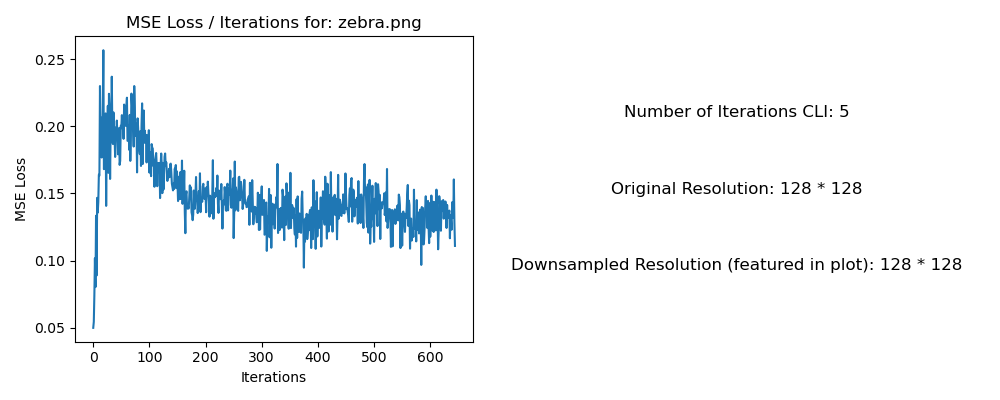 MSE Loss / Iterations for: zebra.png
MSE Loss
0.25
0.20
0.15
0.10
0.05
0 100 200 300 400 500 600
Iterations
Number of Iterations CLI: 5
Original Resolution: 128 * 128
Downsampled Resolution (featured in plot): 128 * 128